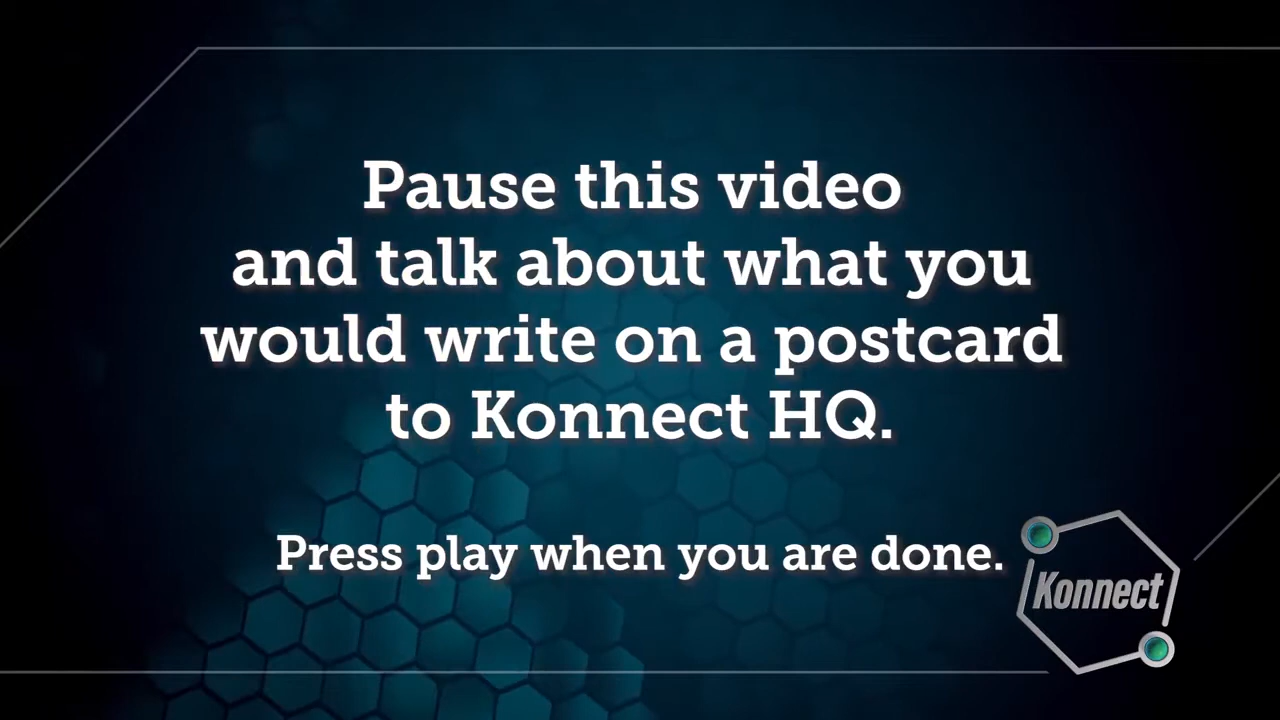 Pause this video
and talk about what you
would write on a postcard
to Konnect HQ.
Press play when you are done.
Konnect